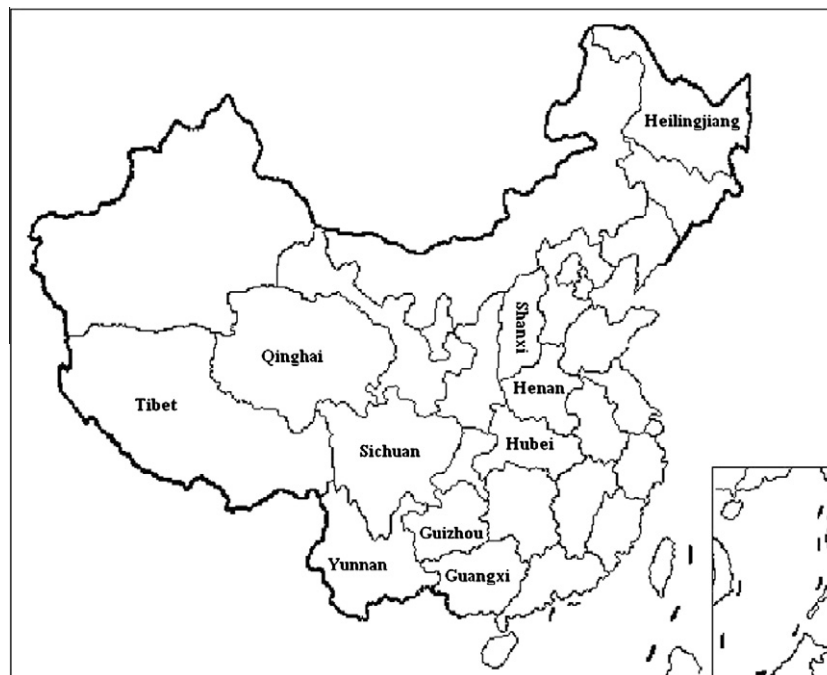 Heilingjiang
Shanxi
Qinghai
Henan
Tibet
Hubei
Sichuan
Guizhou
Yunnan
Guangxi